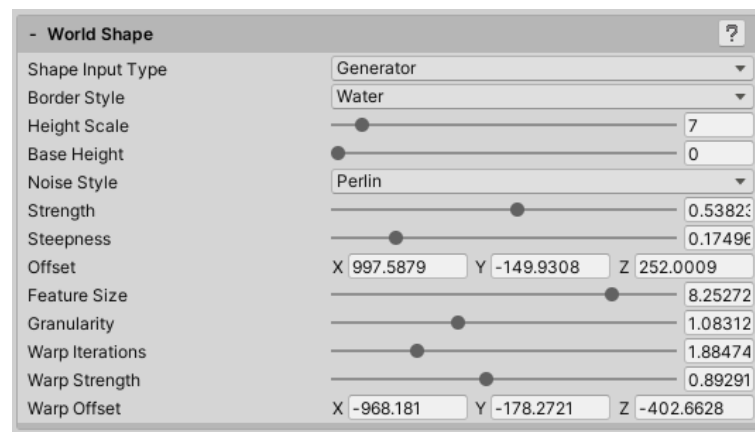 - World Shape ?
Shape Input Type Generator
Border Style Water
Height Scale 7
Base Height 0
Noise Style Perlin
Strength 0.5382
Steepness 0.17496
Offset X 997.5879 Y -149.9308 Z 252.0009
Feature Size 8.25272
Granularity 1.08312
Warp Iterations 1.88474
Warp Strength 0.89291
Warp Offset X -968.181 Y -178.2721 Z -402.6628